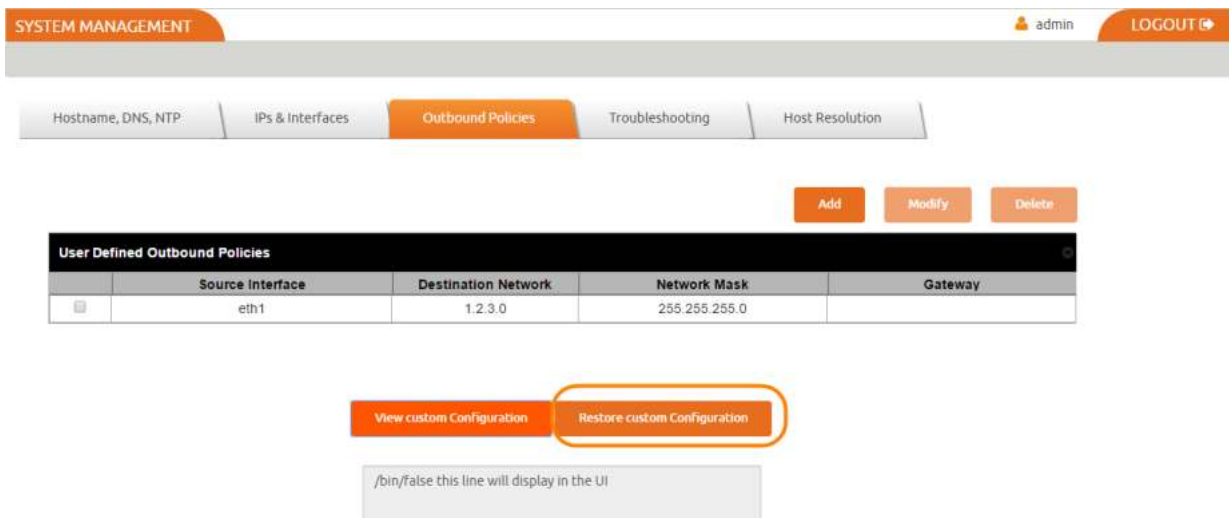 SYSTEM MANAGEMENT admin LOGOUT
Hostname, DNS, NTP IPs & Interfaces Outbound Policies Troubleshooting Host Resolution
Add Modify Delete
User Defined Outbound Policies
Source Interface Destination Network Network Mask Gateway
eth1 1.2.3.0 255.255.255.0
View custom Configuration Restore custom Configuration
/bin/false this line will display in the UI